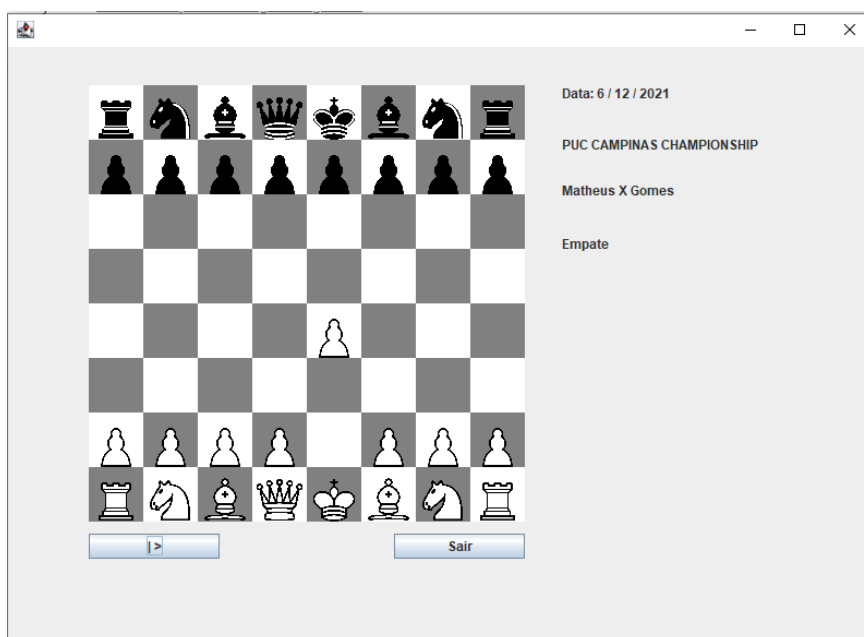 Data: 6 / 12 / 2021
PUC CAMPINAS CHAMPIONSHIP
Matheus X Gomes
Empate
|>
Sair